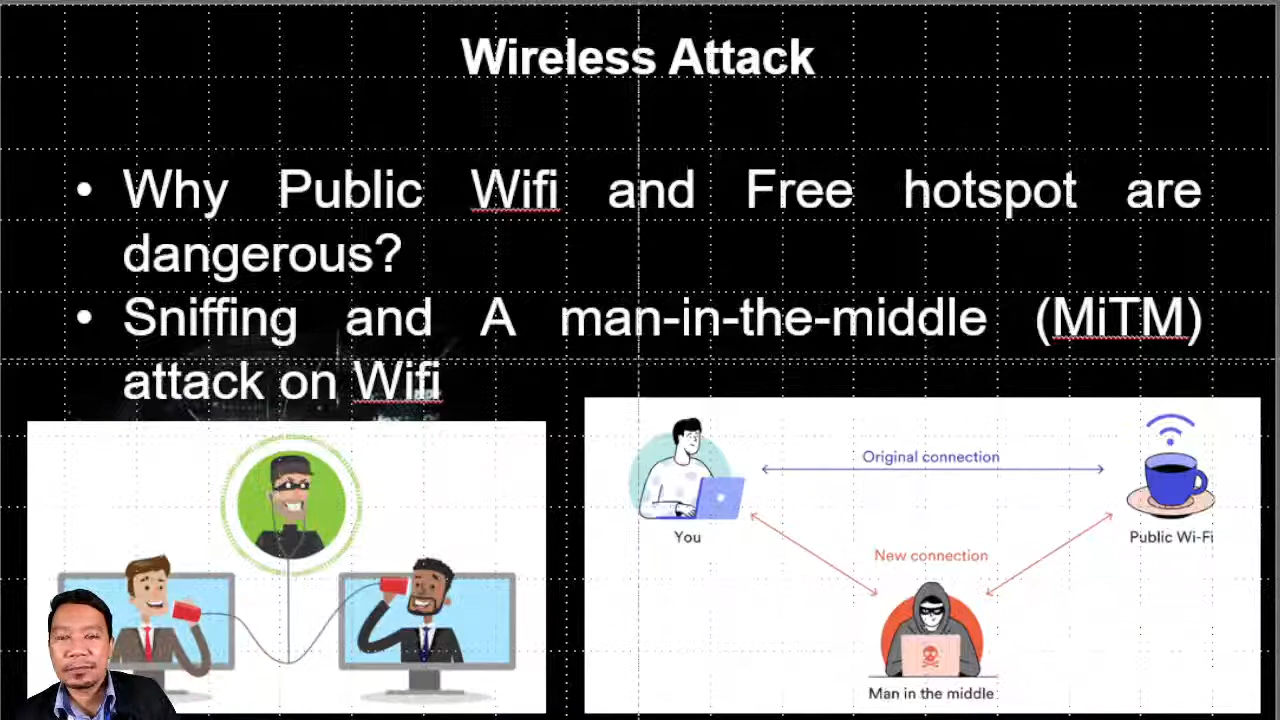 Wireless Attack
• Why Public Wifi and Free hotspot are
dangerous?
• Sniffing and A man-in-the-middle (MiTM)
attack on Wifi
Original connection
You
Public Wi-Fi
New connection
Man in the middle